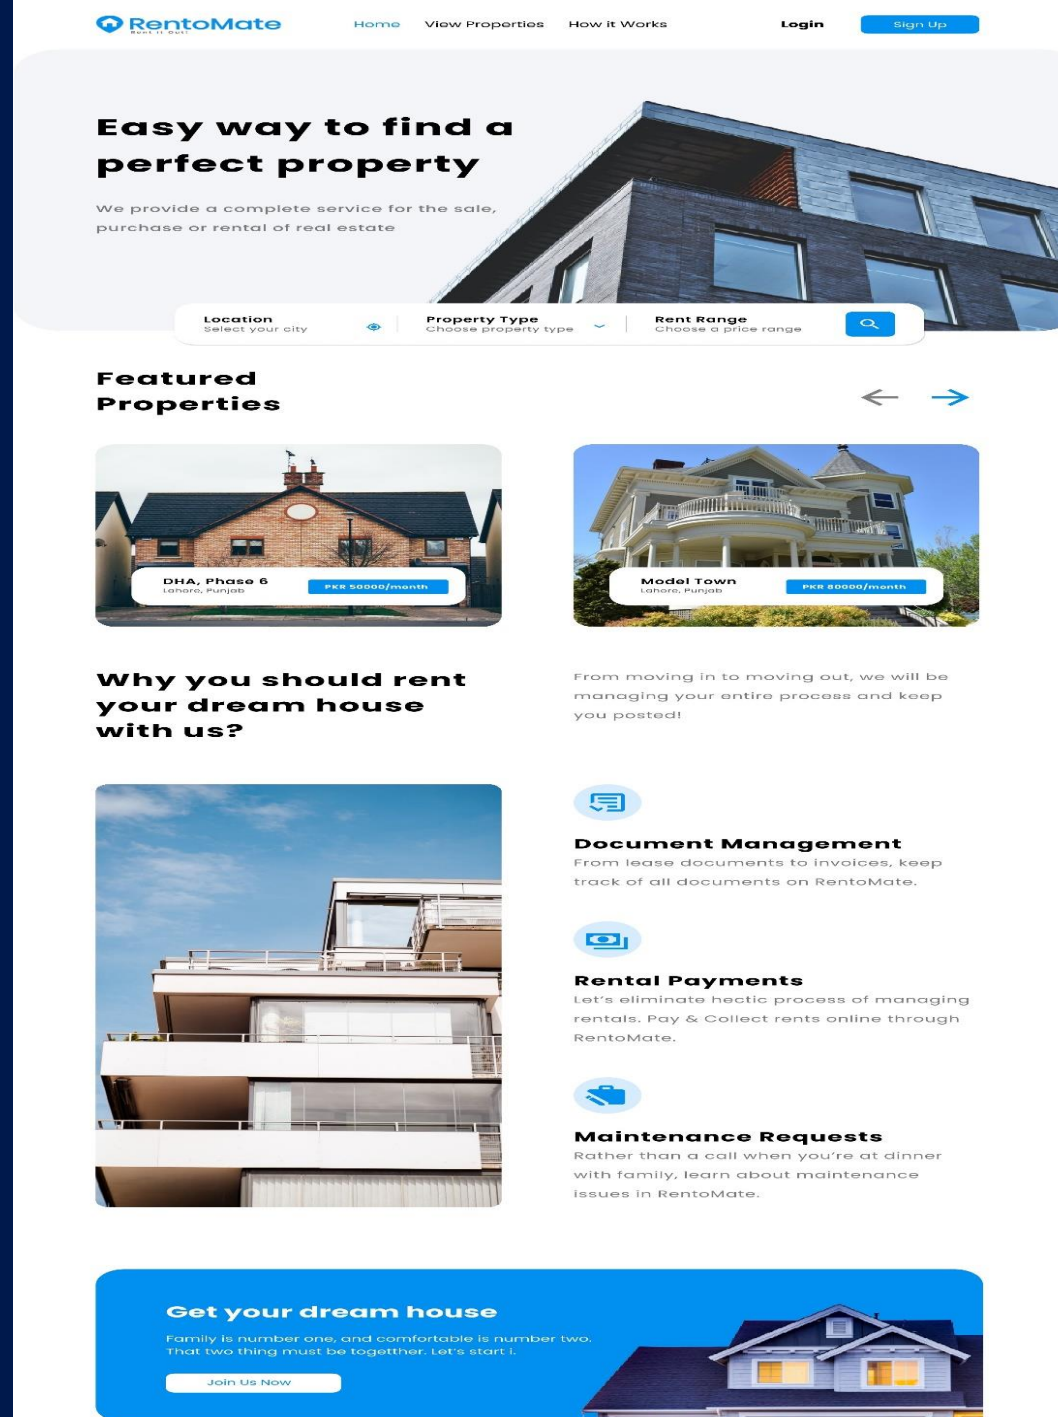 RentoMate
Rent it Out!
Home
View Properties
How it Works
Login
Sign Up
Easy way to find a
perfect property
We provide a complete service for the sale,
purchase or rental of real estate
Location
Select your city
Property Type
Choose property type
Rent Range
Choose a price range
Featured
Properties
DHA, Phase 6
Lahore, Punjab
PKR 50000/month
Model Town
Lahore, Punjab
PKR 80000/month
Why you should rent
your dream house
with us?
From moving in to moving out, we will be
managing your entire process and keep
you posted!
Document Management
From lease documents to invoices, keep
track of all documents on RentoMate.
Rental Payments
Let's eliminate hectic process of managing
rentals. Pay & Collect rents online through
RentoMate.
Maintenance Requests
Rather than a call when you're at dinner
with family, learn about maintenance
issues in RentoMate.
Get your dream house
Family is number one, and comfortable is number two.
That two thing must be togetther. Let's start i.
Join Us Now